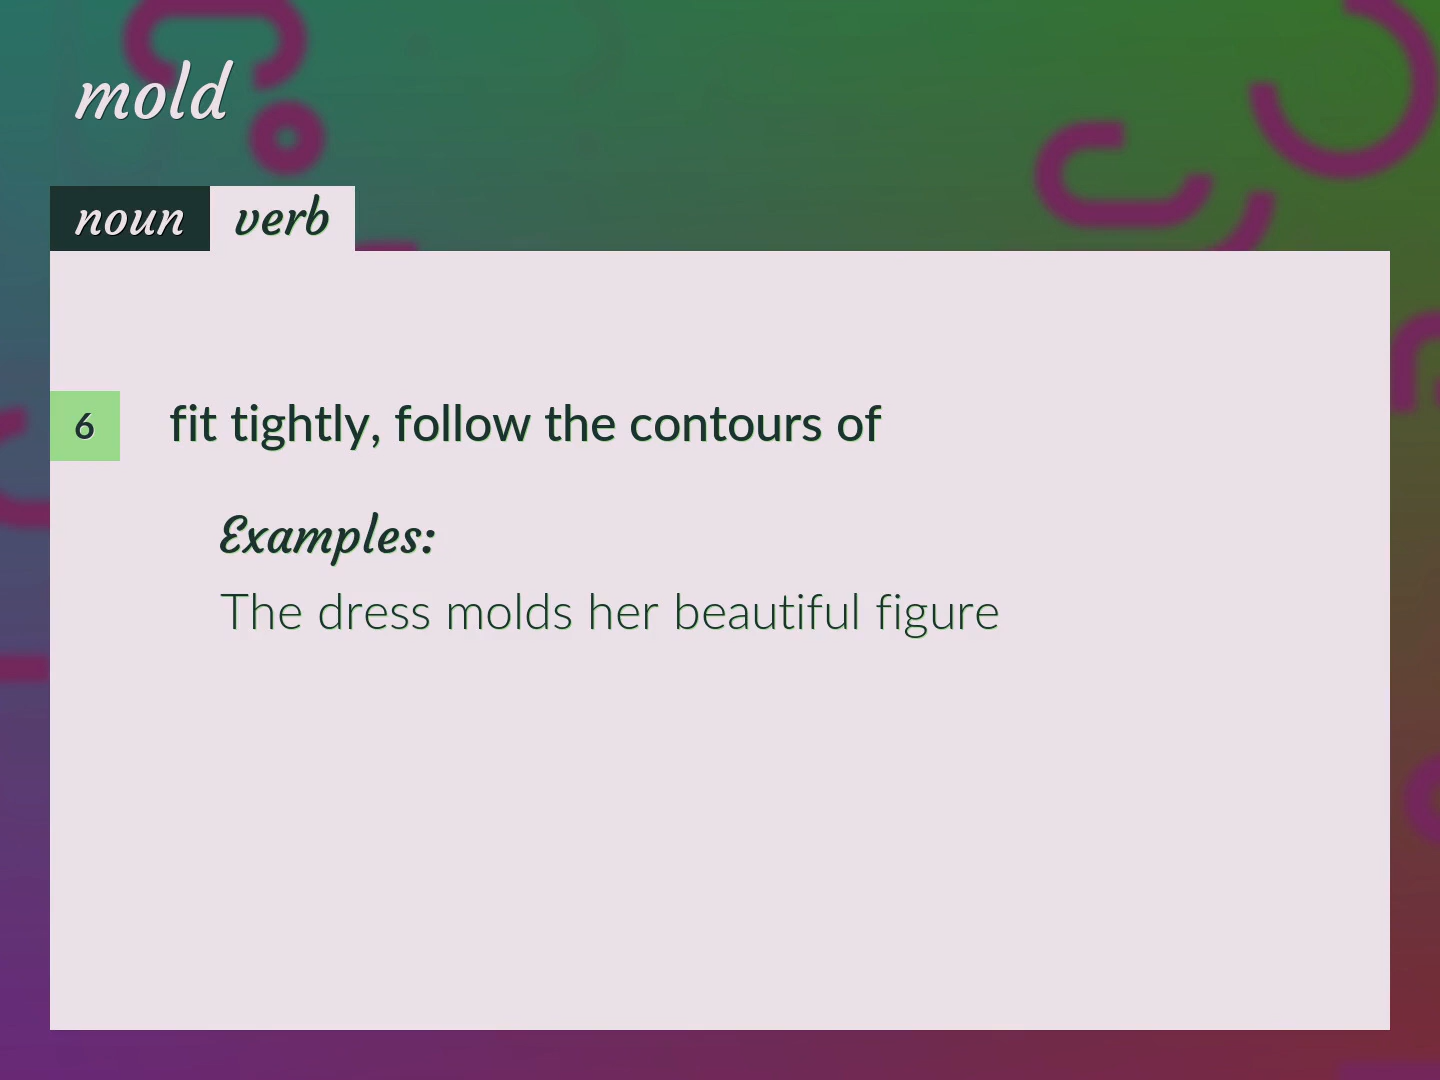 mold
noun verb
6 fit tightly, follow the contours of
Examples:
The dress molds her beautiful figure